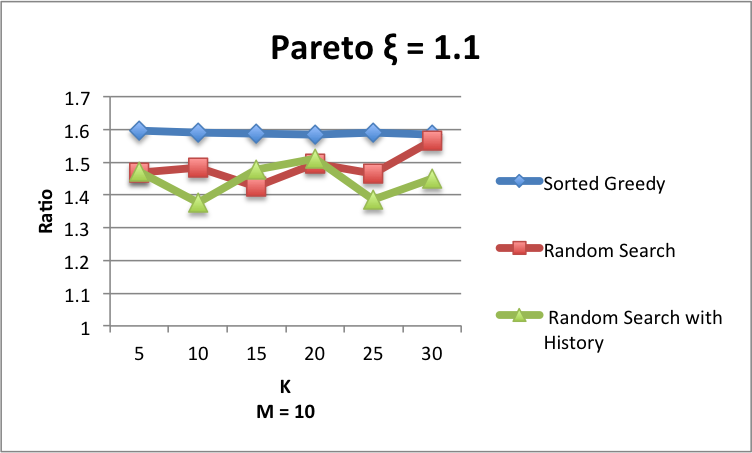 Pareto ξ = 1.1
1.7
1.6
1.5
1.4
1.3
1.2
1.1
1
Ratio
5 10 15 20 25 30
K
M = 10
Sorted Greedy
Random Search
Random Search with
History